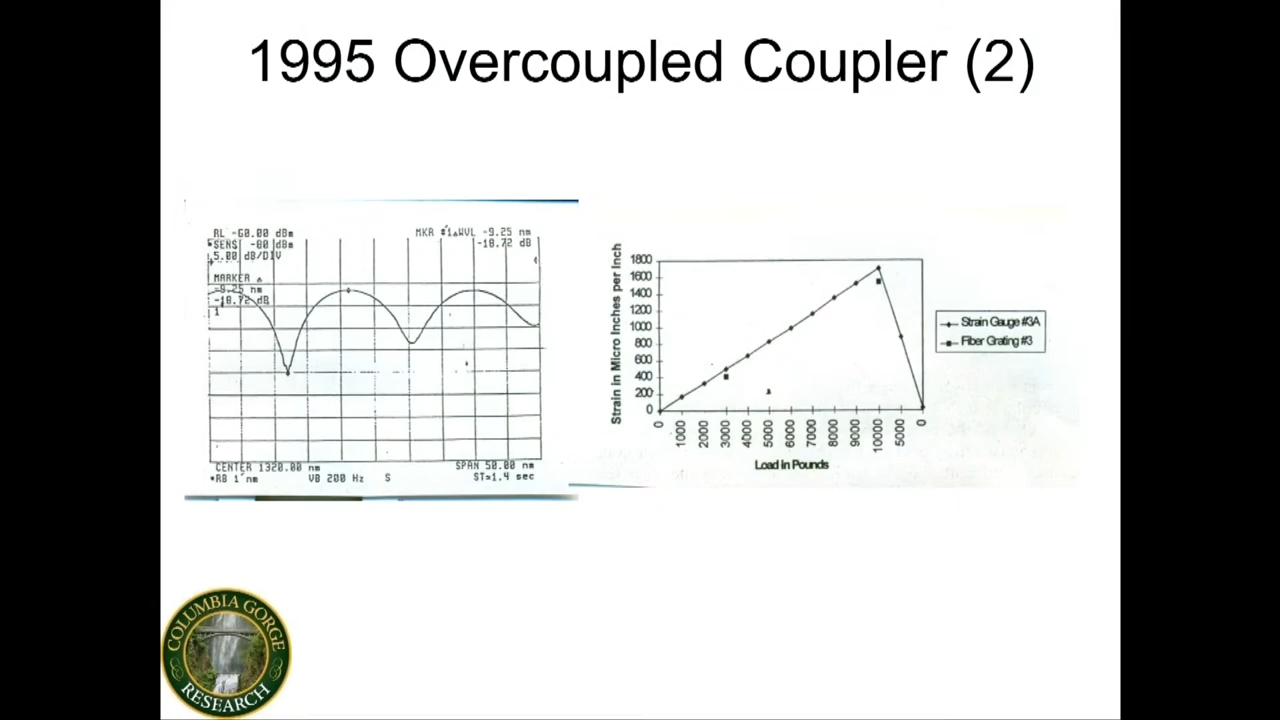 1995 Overcoupled Coupler (2)
RL -60.00 dBm
MKR #1 WVL -9.25 nm
*SENS -80 dBm
-18.72 dB
5.00 dB/DIV
MARKER
-9.25 nm
-18.72 dB
1
CENTER 1320.00 nm
SPAN 50.00 nm
*RB 1 nm
VB 200 Hz
S
ST=1.4 sec
Strain in Micro Inches per Inch
1800
1600
1400
1200
1000
800
600
400
200
0
0
1000
2000
3000
4000
5000
6000
7000
8000
9000
10000
5000
0
Load in Pounds
Strain Gauge #3A
Fiber Grating #3
COLUMBIA GORGE
RESEARCH